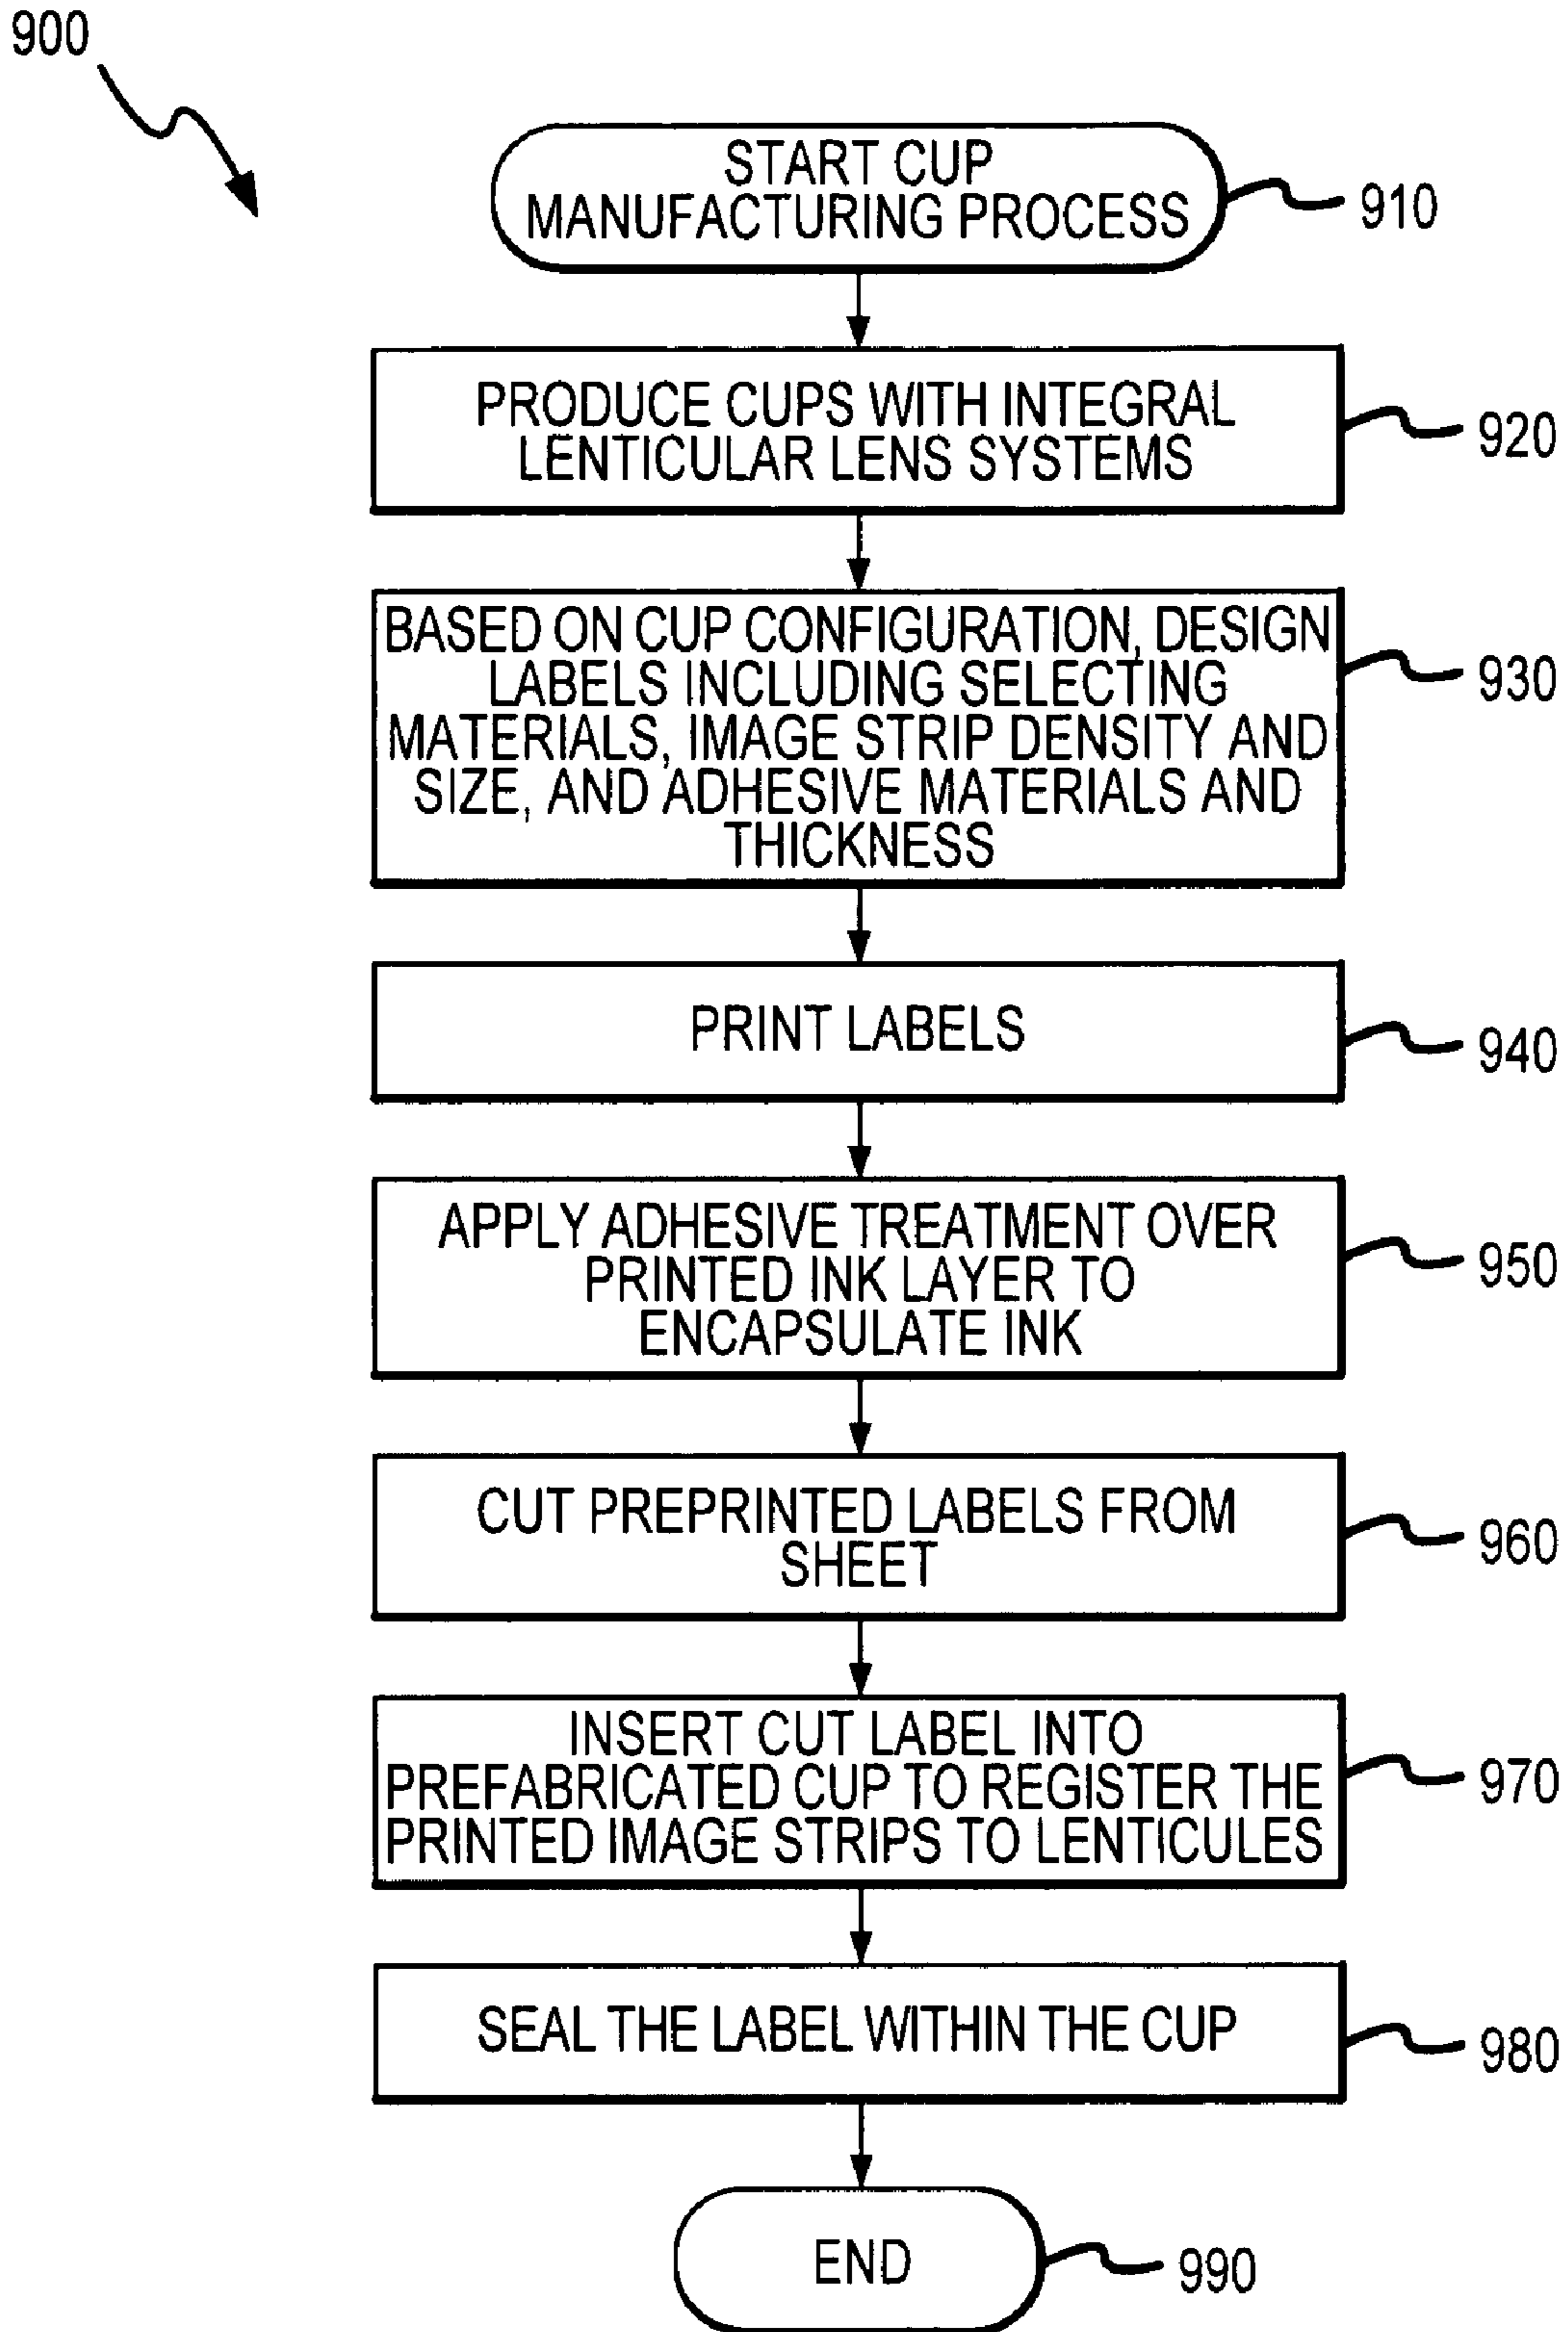 900
START CUP
MANUFACTURING PROCESS
910
PRODUCE CUPS WITH INTEGRAL
LENTICULAR LENS SYSTEMS
920
BASED ON CUP CONFIGURATION, DESIGN
LABELS INCLUDING SELECTING
MATERIALS, IMAGE STRIP DENSITY AND
SIZE, AND ADHESIVE MATERIALS AND
THICKNESS
930
PRINT LABELS
940
APPLY ADHESIVE TREATMENT OVER
PRINTED INK LAYER TO
ENCAPSULATE INK
950
CUT PREPRINTED LABELS FROM
SHEET
960
INSERT CUT LABEL INTO
PREFABRICATED CUP TO REGISTER THE
PRINTED IMAGE STRIPS TO LENTICULES
970
SEAL THE LABEL WITHIN THE CUP
980
END
990